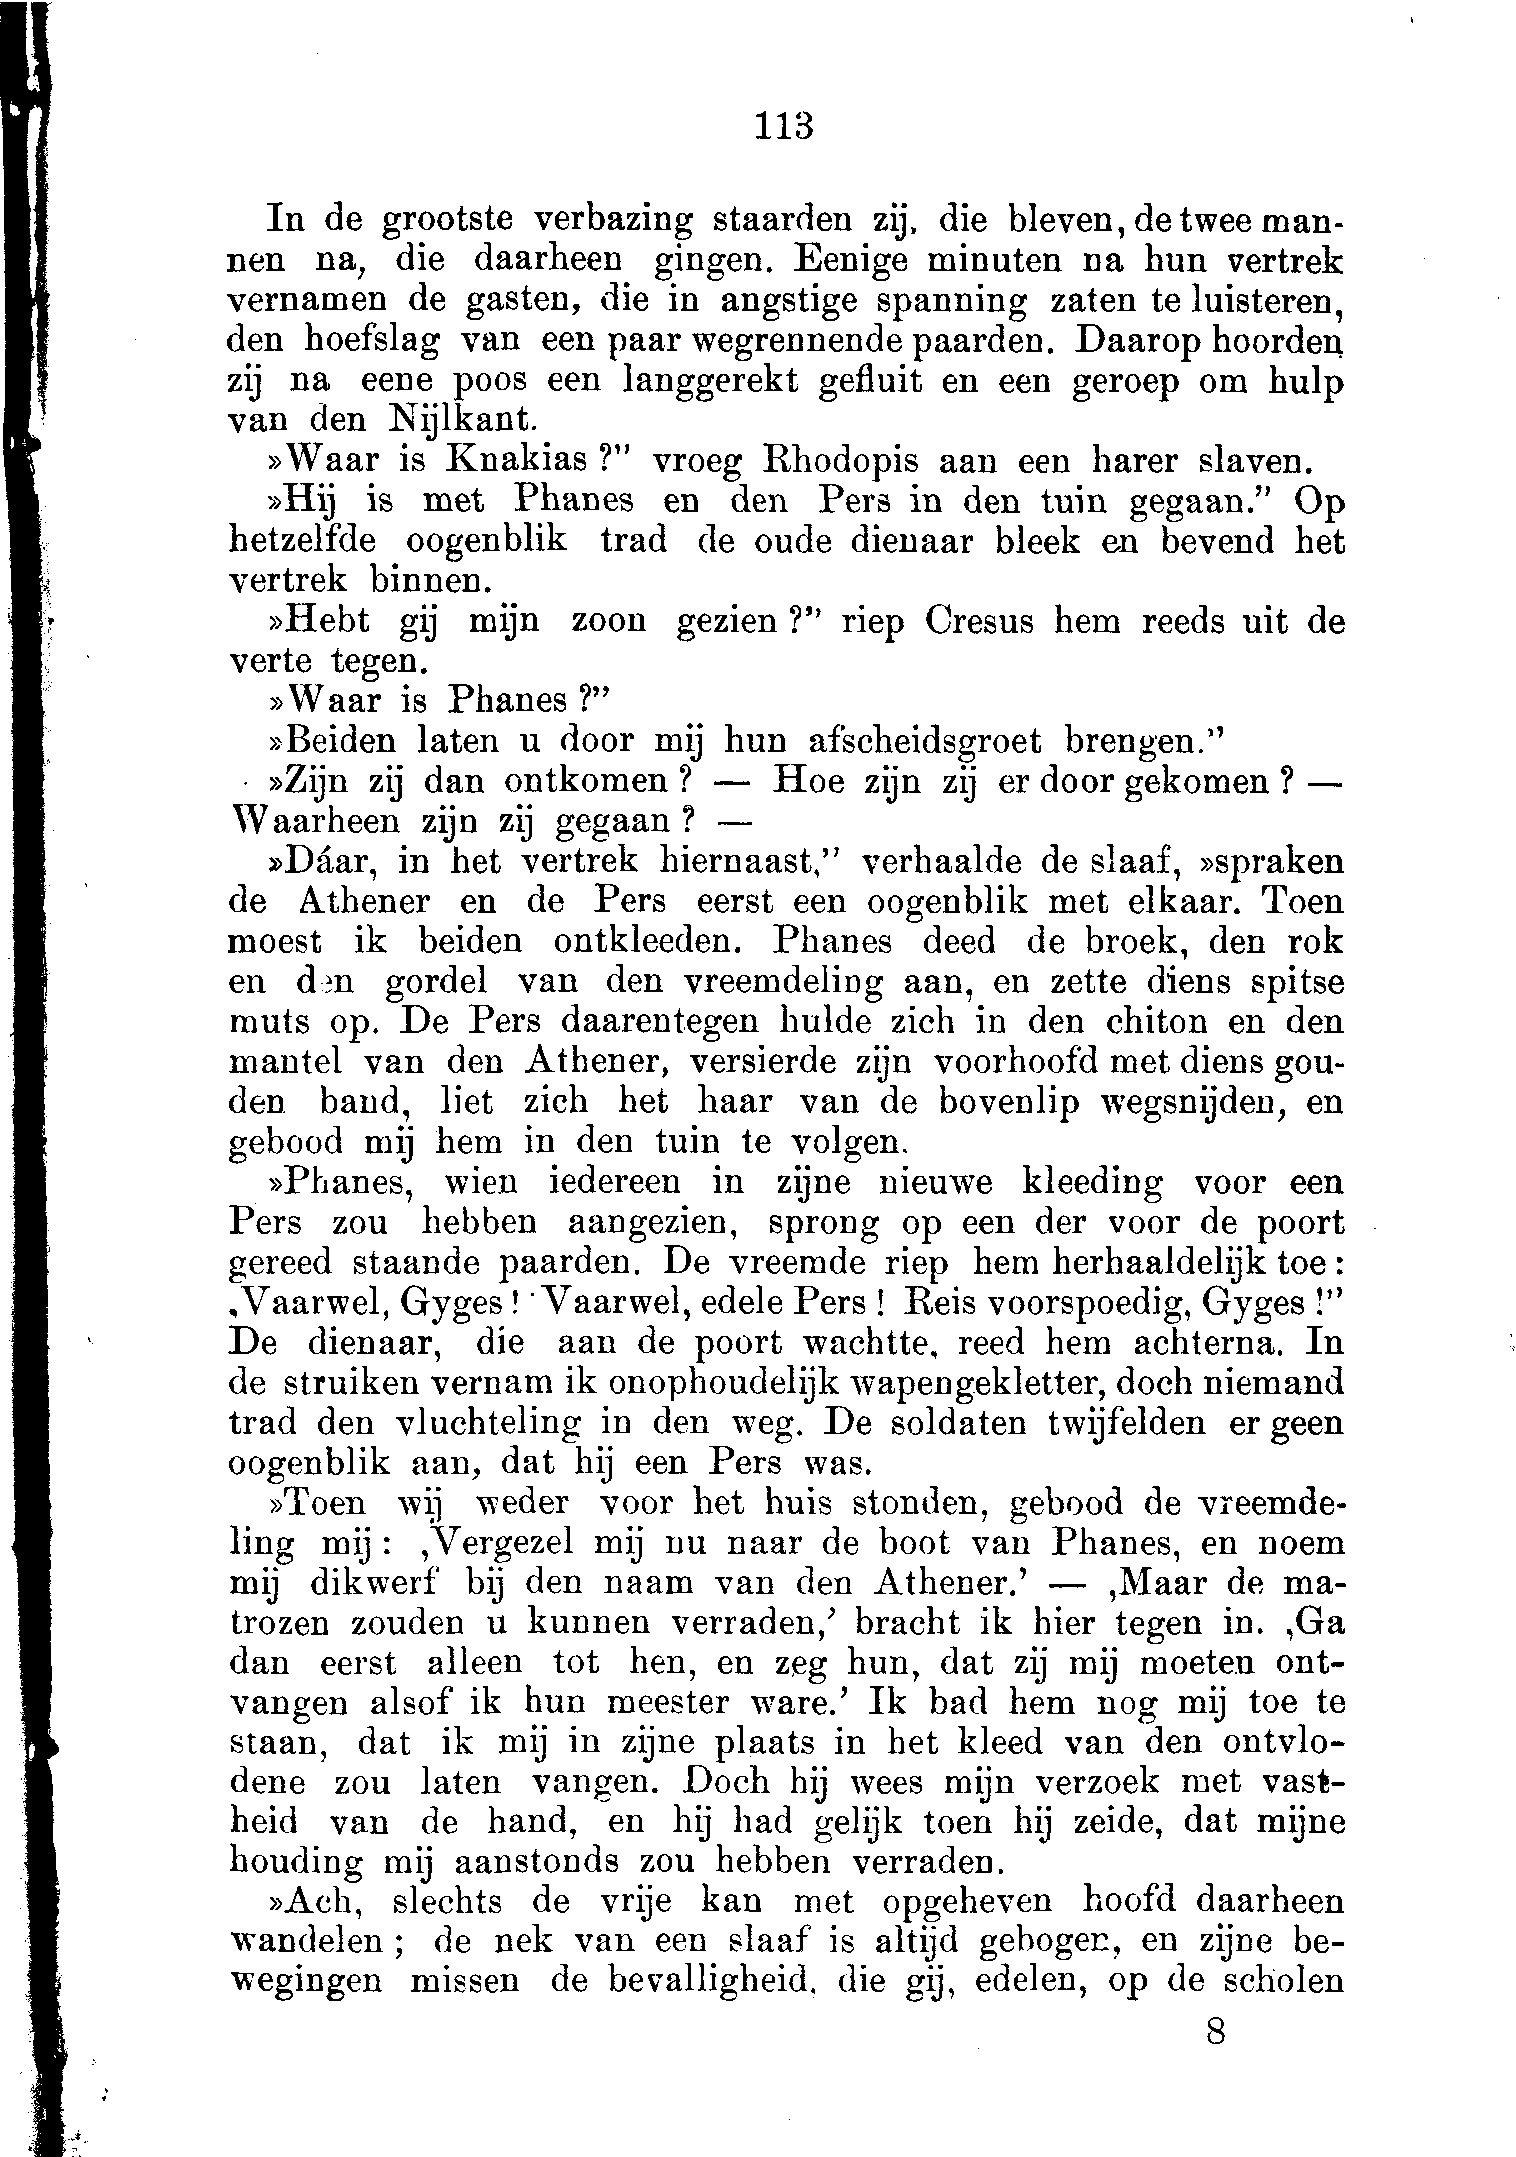 113
In de grootste verbazing staarden zij, die bleven, de twee man-
nen na, die daarheen gingen. Eenige minuten na hun vertrek
vernamen de gasten, die in angstige spanning zaten te luisteren,
den hoefslag van een paar wegrennende paarden. Daarop hoorden
zij na eene poos een langgerekt gefluit en een geroep om hulp
van den Nijlkant.
»Waar is Knakias?” vroeg Rhodopis aan een harer slaven.
»Hij is met Phanes en den Pers in den tuin gegaan.” Op
hetzelfde oogenblik trad de oude dienaar bleek en bevend het
vertrek binnen.
»Hebt gij mijn zoon gezien?” riep Cresus hem reeds uit de
verte tegen.
»Waar is Phanes?”
»Beiden laten u door mij hun afscheidsgroet brengen.”
»Zijn zij dan ontkomen? — Hoe zijn zij er door gekomen? —
Waarheen zijn zij gegaan? —
»Dáar, in het vertrek hiernaast,” verhaalde de slaaf, »spraken
de Athener en de Pers eerst een oogenblik met elkaar. Toen
moest ik beiden ontkleeden. Phanes deed de broek, den rok
en den gordel van den vreemdeling aan, en zette diens spitse
muts op. De Pers daarentegen hulde zich in den chiton en den
mantel van den Athener, versierde zijn voorhoofd met diens gou-
den band, liet zich het haar van de bovenlip wegsnijden, en
gebood mij hem in den tuin te volgen.
»Phanes, wien iedereen in zijne nieuwe kleeding voor een
Pers zou hebben aangezien, sprong op een der voor de poort
gereed staande paarden. De vreemde riep hem herhaaldelijk toe:
‚Vaarwel, Gyges! Vaarwel, edele Pers! Reis voorspoedig, Gyges!”
De dienaar, die aan de poort wachtte, reed hem achterna. In
de struiken vernam ik onophoudelijk wapengekletter, doch niemand
trad den vluchteling in den weg. De soldaten twijfelden er geen
oogenblik aan, dat hij een Pers was.
»Toen wij weder voor het huis stonden, gebood de vreemde-
ling mij: ‚Vergezel mij nu naar de boot van Phanes, en noem
mij dikwerf bij den naam van den Athener.’ — ‚Maar de ma-
trozen zouden u kunnen verraden,’ bracht ik hier tegen in. ‚Ga
dan eerst alleen tot hen, en zeg hun, dat zij mij moeten ont-
vangen alsof ik hun meester ware.’ Ik bad hem nog mij toe te
staan, dat ik mij in zijne plaats in het kleed van den ontvlo-
dene zou laten vangen. Doch hij wees mijn verzoek met vast-
heid van de hand, en hij had gelijk toen hij zeide, dat mijne
houding mij aanstonds zou hebben verraden.
»Ach, slechts de vrije kan met opgeheven hoofd daarheen
wandelen; de nek van een slaaf is altijd gebogen, en zijne be-
wegingen missen de bevalligheid, die gij, edelen, op de scholen
8